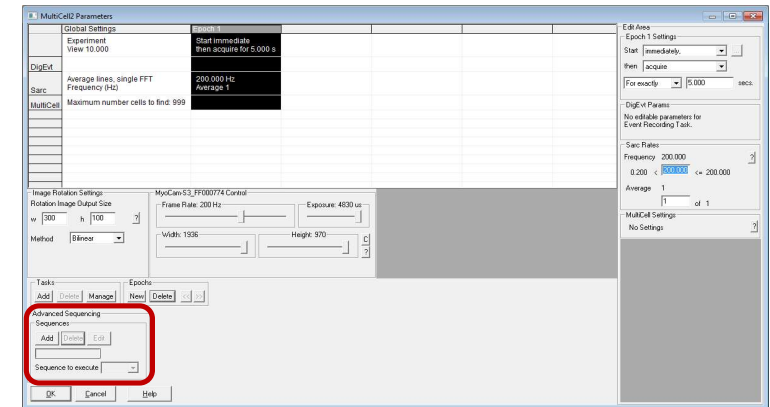 MultiCell2 Parameters
Global Settings
Epoch 1
Experiment
View 10.000
Start immediate
then acquire for 5.000 s
DigEvt
Sarc
Average lines, single FFT
Frequency (Hz)
200.000 Hz
Average 1
MultiCell
Maximum number cells to find: 999
Edit Area
Epoch 1 Settings
Start immediately,
then acquire
For exactly 5.000 secs.
DigEvt Params
No editable parameters for
Event Recording Task.
Sarc Rates
Frequency 200.000 ?
0.200 < 200.000 <= 200.000
Average 1
1 of 1
MultiCell Settings
No Settings ?
Image Rotation Settings
Rotation Image Output Size
w 300 h 100 ?
Method Bilinear
MyoCam-S3_FF000774 Control
Frame Rate: 200 Hz
Exposure: 4830 us
Width: 1936
Height: 970
C
?
Tasks
Add Delete Manage
Epochs
New Delete << >>
Advanced Sequencing
Sequences
Add Delete Edit
Sequence to execute
OK Cancel Help